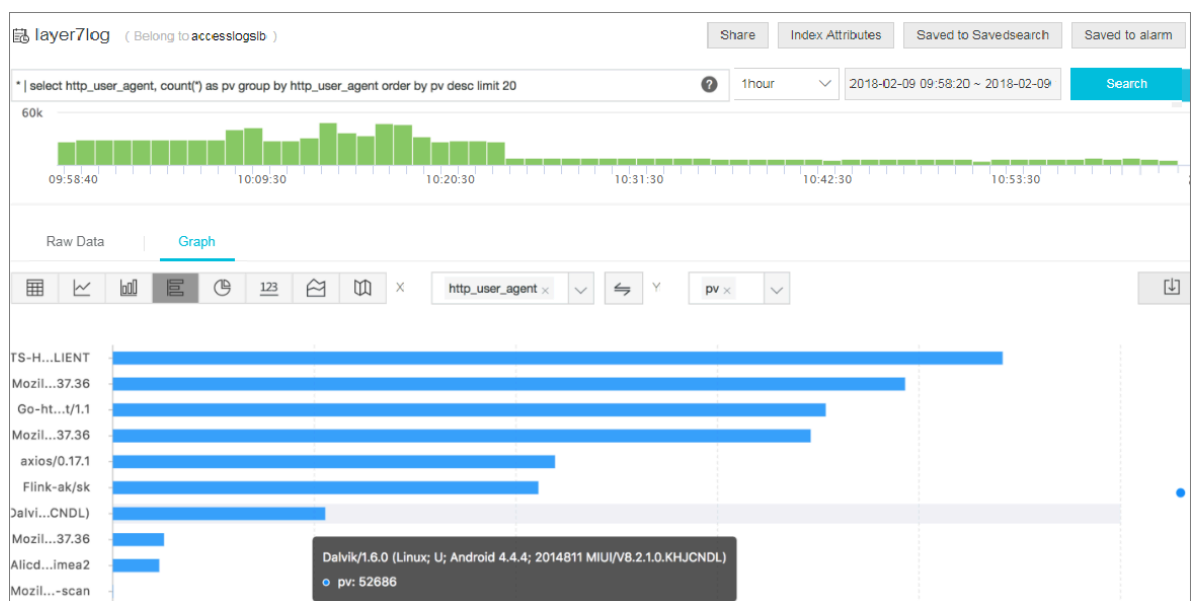 layer7log ( Belong to accesslogslb )
Share Index Attributes Saved to Savedsearch Saved to alarm
* | select http_user_agent, count(*) as pv group by http_user_agent order by pv desc limit 20 ? 1hour 2018-02-09 09:58:20 ~ 2018-02-09 Search
60k
0
09:58:40 10:09:30 10:20:30 10:31:30 10:42:30 10:53:30
Raw Data Graph
123 X http_user_agent × Y pv ×
TS-H...LIENT
Mozil...37.36
Go-ht...t/1.1
Mozil...37.36
axios/0.17.1
Flink-ak/sk
Dalvi...CNDL)
Mozil...37.36
Dalvik/1.6.0 (Linux; U; Android 4.4.4; 2014811 MIUI/V8.2.1.0.KHJCNDL)
Alicd...imea2
pv: 52686
Mozil...-scan